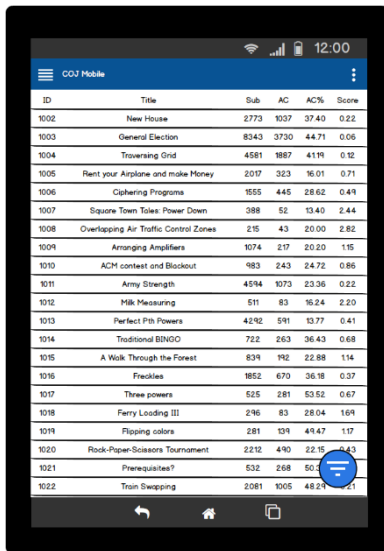 12:00
COJ Mobile
ID Title Sub AC AC% Score
1002 New House 2773 1037 37.40 0.22
1003 General Election 8343 3730 44.71 0.06
1004 Traversing Grid 4581 1887 41.19 0.12
1005 Rent your Airplane and make Money 2017 323 16.01 0.71
1006 Ciphering Programs 1555 445 28.62 0.49
1007 Square Town Tales: Power Down 388 52 13.40 2.44
1008 Overlapping Air Traffic Control Zones 215 43 20.00 2.82
1009 Arranging Amplifiers 1074 217 20.20 1.15
1010 ACM contest and Blackout 983 243 24.72 0.86
1011 Army Strength 4594 1073 23.36 0.22
1012 Milk Measuring 511 83 16.24 2.20
1013 Perfect Pth Powers 4292 591 13.77 0.41
1014 Traditional BINGO 722 263 36.43 0.68
1015 A Walk Through the Forest 839 192 22.88 1.14
1016 Freckles 1852 670 36.18 0.37
1017 Three powers 525 281 53.52 0.67
1018 Ferry Loading III 296 83 28.04 1.69
1019 Flipping colors 281 139 49.47 1.17
1020 Rock-Paper-Scissors Tournament 2212 490 22.15 0.43
1021 Prerequisites? 532 268
1022 Train Swapping 2081 1005 48.29